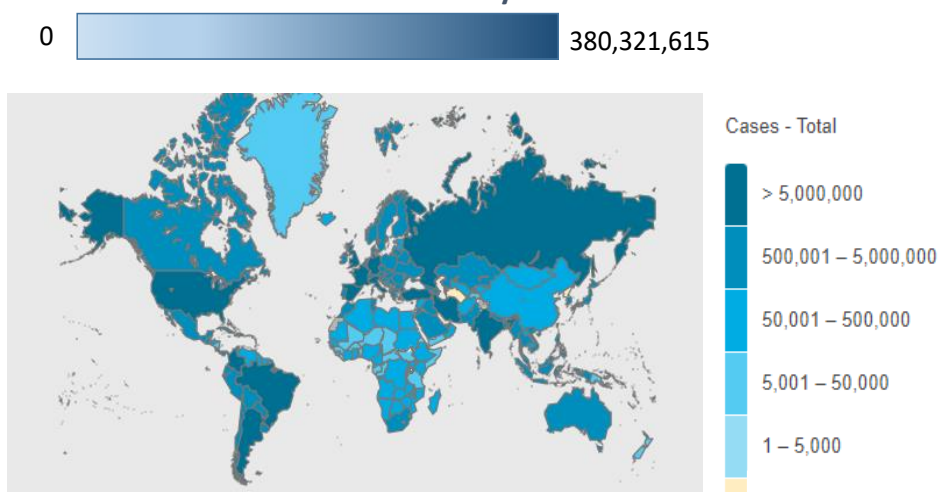 0
380,321,615
Cases - Total
> 5,000,000
500,001 – 5,000,000
50,001 – 500,000
5,001 – 50,000
1 – 5,000